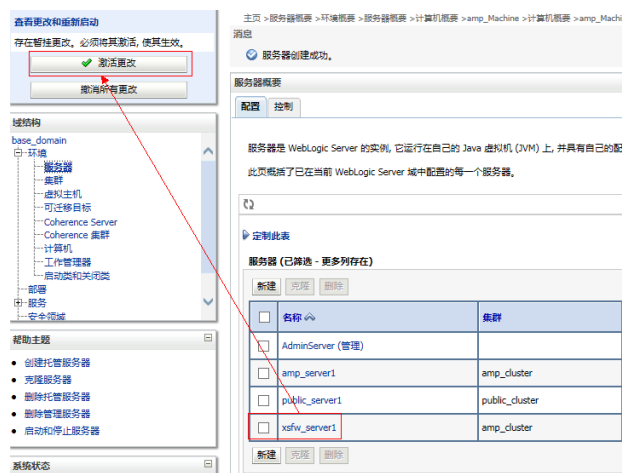 查看更改和重新启动
存在暂挂更改。必须将其激活, 使其生效。
激活更改
撤消所有更改
域结构
base_domain
环境
服务器
集群
虚拟主机
可迁移目标
Coherence Server
Coherence 集群
计算机
工作管理器
启动类和关闭类
部署
服务
安全领域
帮助主题
创建托管服务器
克隆服务器
删除托管服务器
删除管理服务器
启动和停止服务器
系统状态
主页 >服务器概要 >环境概要 >服务器概要 >计算机概要 >amp_Machine >计算机概要 >amp_Machi
消息
服务器创建成功。
服务器概要
配置 控制
服务器是 WebLogic Server 的实例, 它运行在自己的 Java 虚拟机 (JVM) 上, 并具有自己的配
此页概括了已在当前 WebLogic Server 域中配置的每一个服务器。
定制此表
服务器 (已筛选 - 更多列存在)
新建 克隆 删除
名称 集群
AdminServer (管理)
amp_server1 amp_cluster
public_server1 public_cluster
xsfw_server1 amp_cluster
新建 克隆 删除